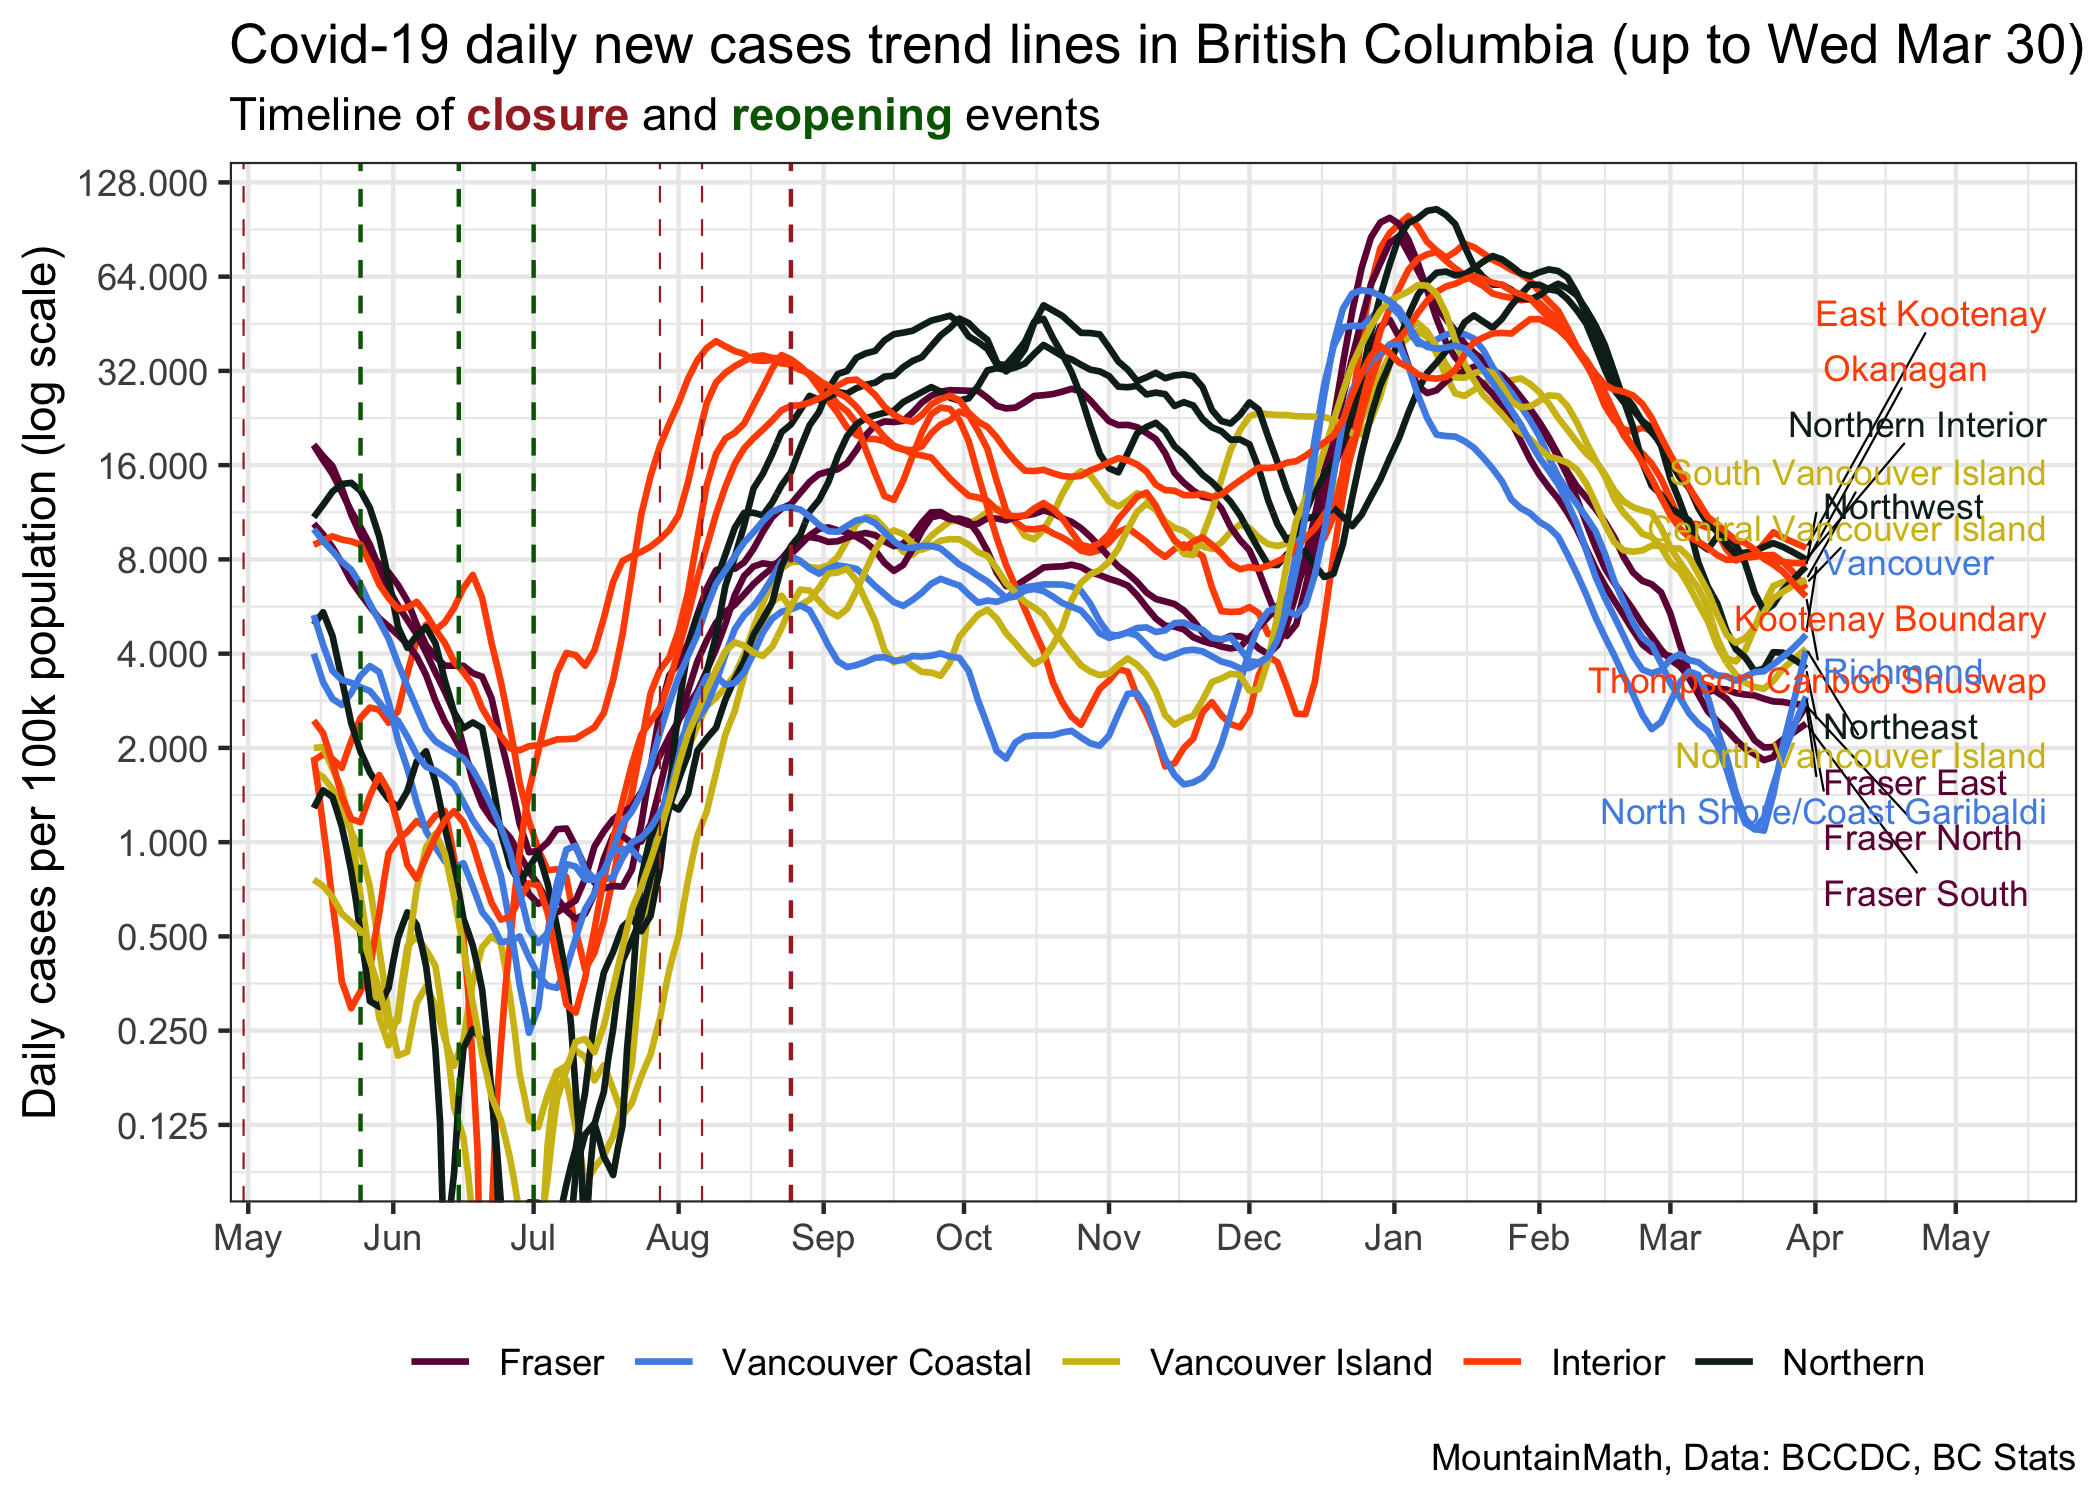 Covid-19 daily new cases trend lines in British Columbia (up to Wed Mar 30)
Timeline of closure and reopening events
Daily cases per 100k population (log scale)
128.000
64.000
32.000
16.000
8.000
4.000
2.000
1.000
0.500
0.250
0.125
East Kootenay
Okanagan
Northern Interior
South Vancouver Island
Northwest
Central Vancouver Island
Vancouver
Kootenay Boundary
Richmond
Thompson Cariboo Shuswap
Northeast
North Vancouver Island
Fraser East
North Shore/Coast Garibaldi
Fraser North
Fraser South
May Jun Jul Aug Sep Oct Nov Dec Jan Feb Mar Apr May
Fraser Vancouver Coastal Vancouver Island Interior Northern
MountainMath, Data: BCCDC, BC Stats